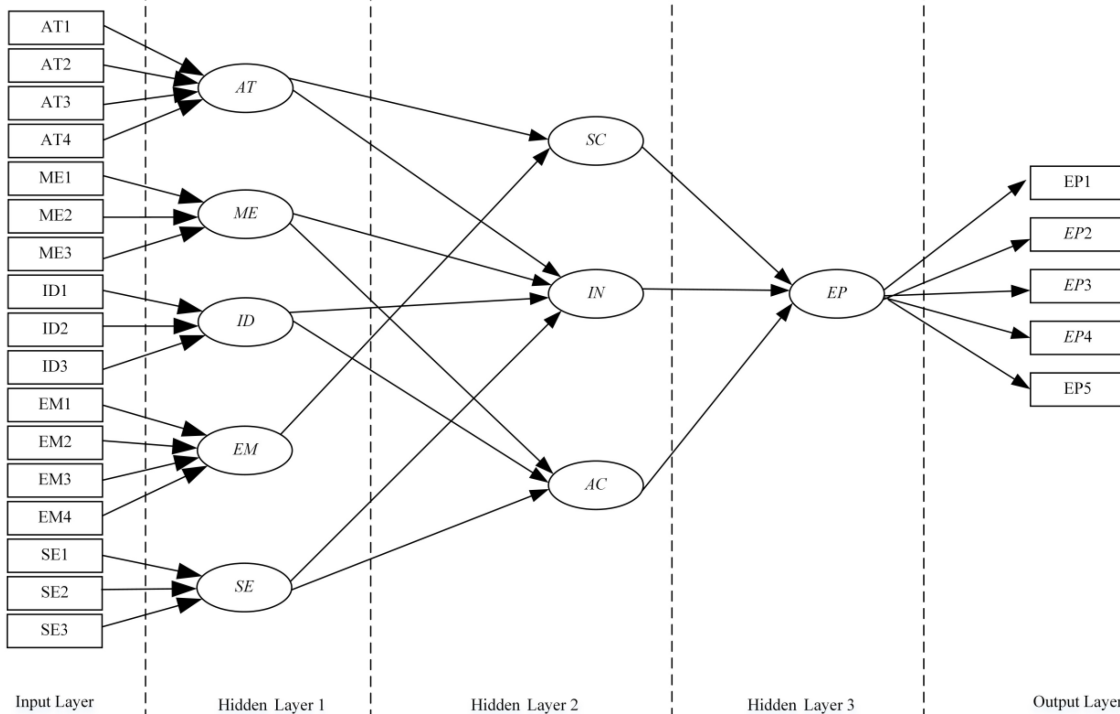 AT1
AT2
AT3
AT4
ME1
ME2
ME3
ID1
ID2
ID3
EM1
EM2
EM3
EM4
SE1
SE2
SE3
AT
ME
ID
EM
SE
SC
IN
AC
EP
EP1
EP2
EP3
EP4
EP5
Input Layer
Hidden Layer 1
Hidden Layer 2
Hidden Layer 3
Output Layer